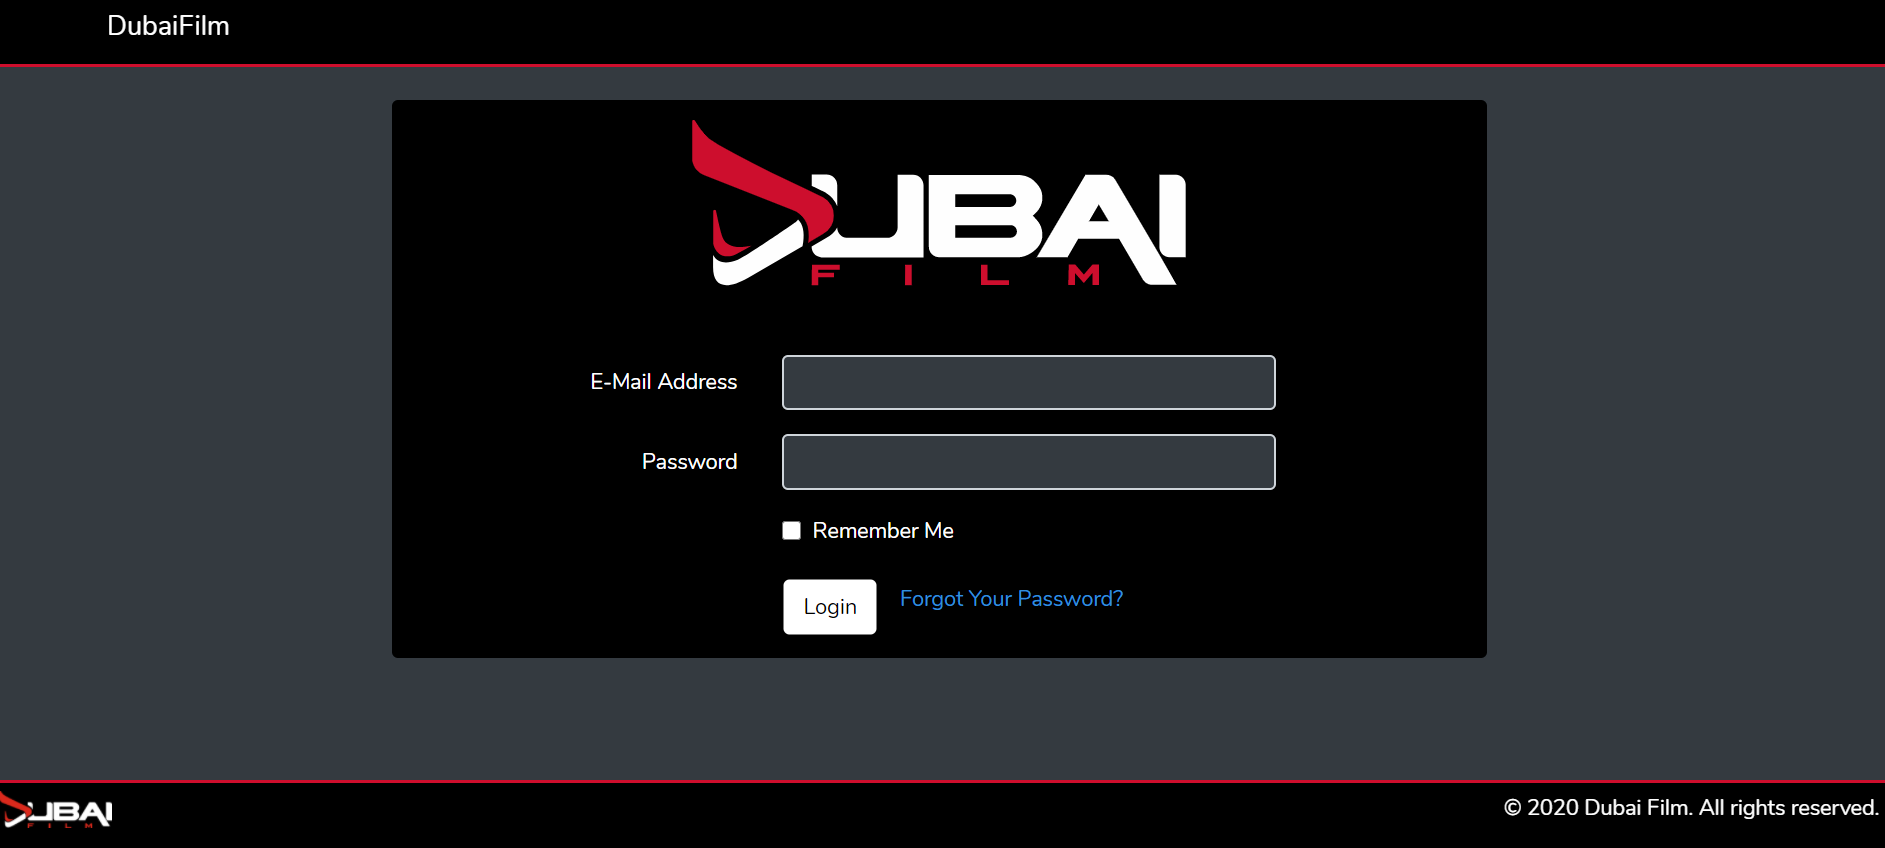 DubaiFilm
DUBAI
FILM
E-Mail Address
Password
Remember Me
Login
Forgot Your Password?
DUBAI
FILM
© 2020 Dubai Film. All rights reserved.